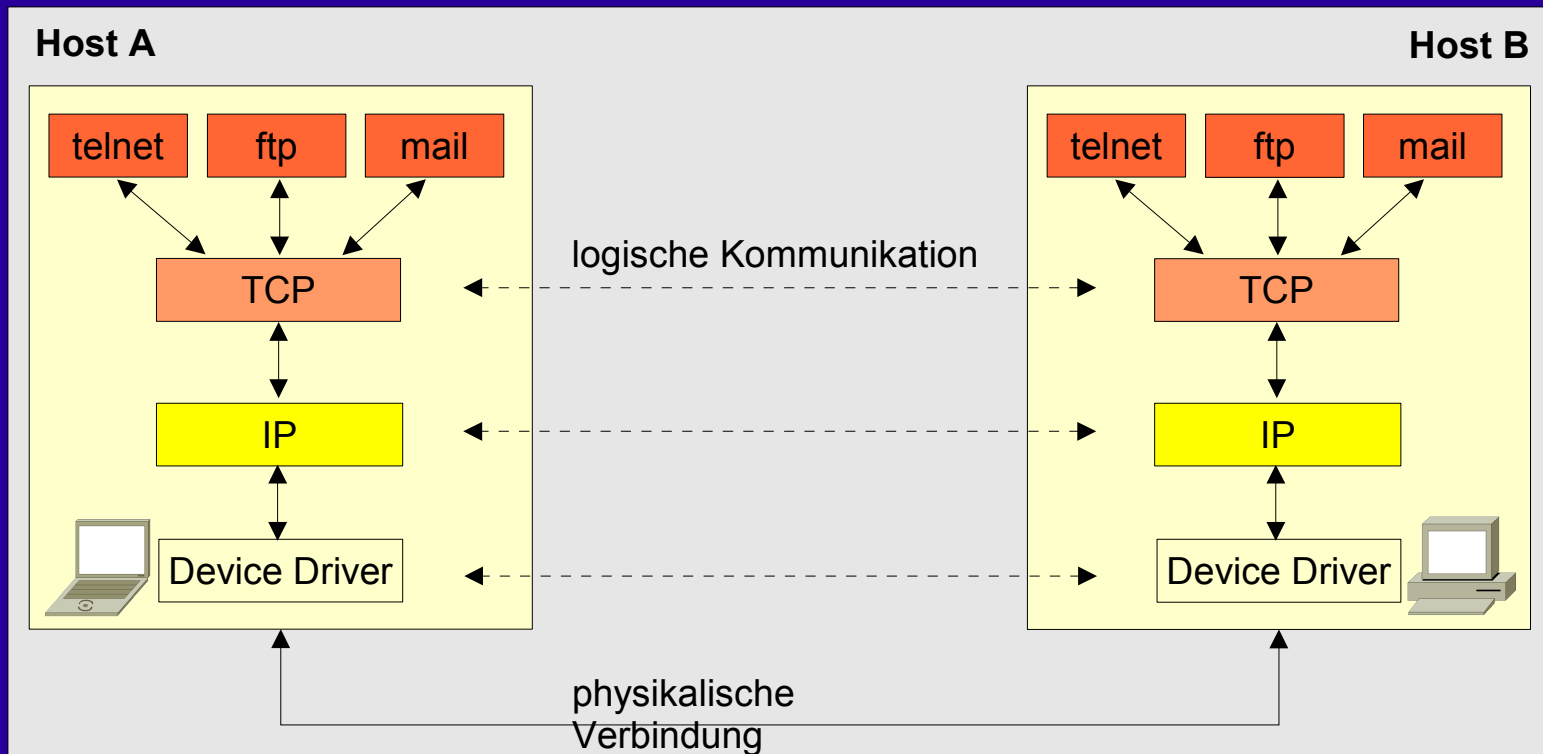 Host A
Host B
telnet
ftp
mail
telnet
ftp
mail
logische Kommunikation
TCP
TCP
IP
IP
Device Driver
Device Driver
physikalische
Verbindung